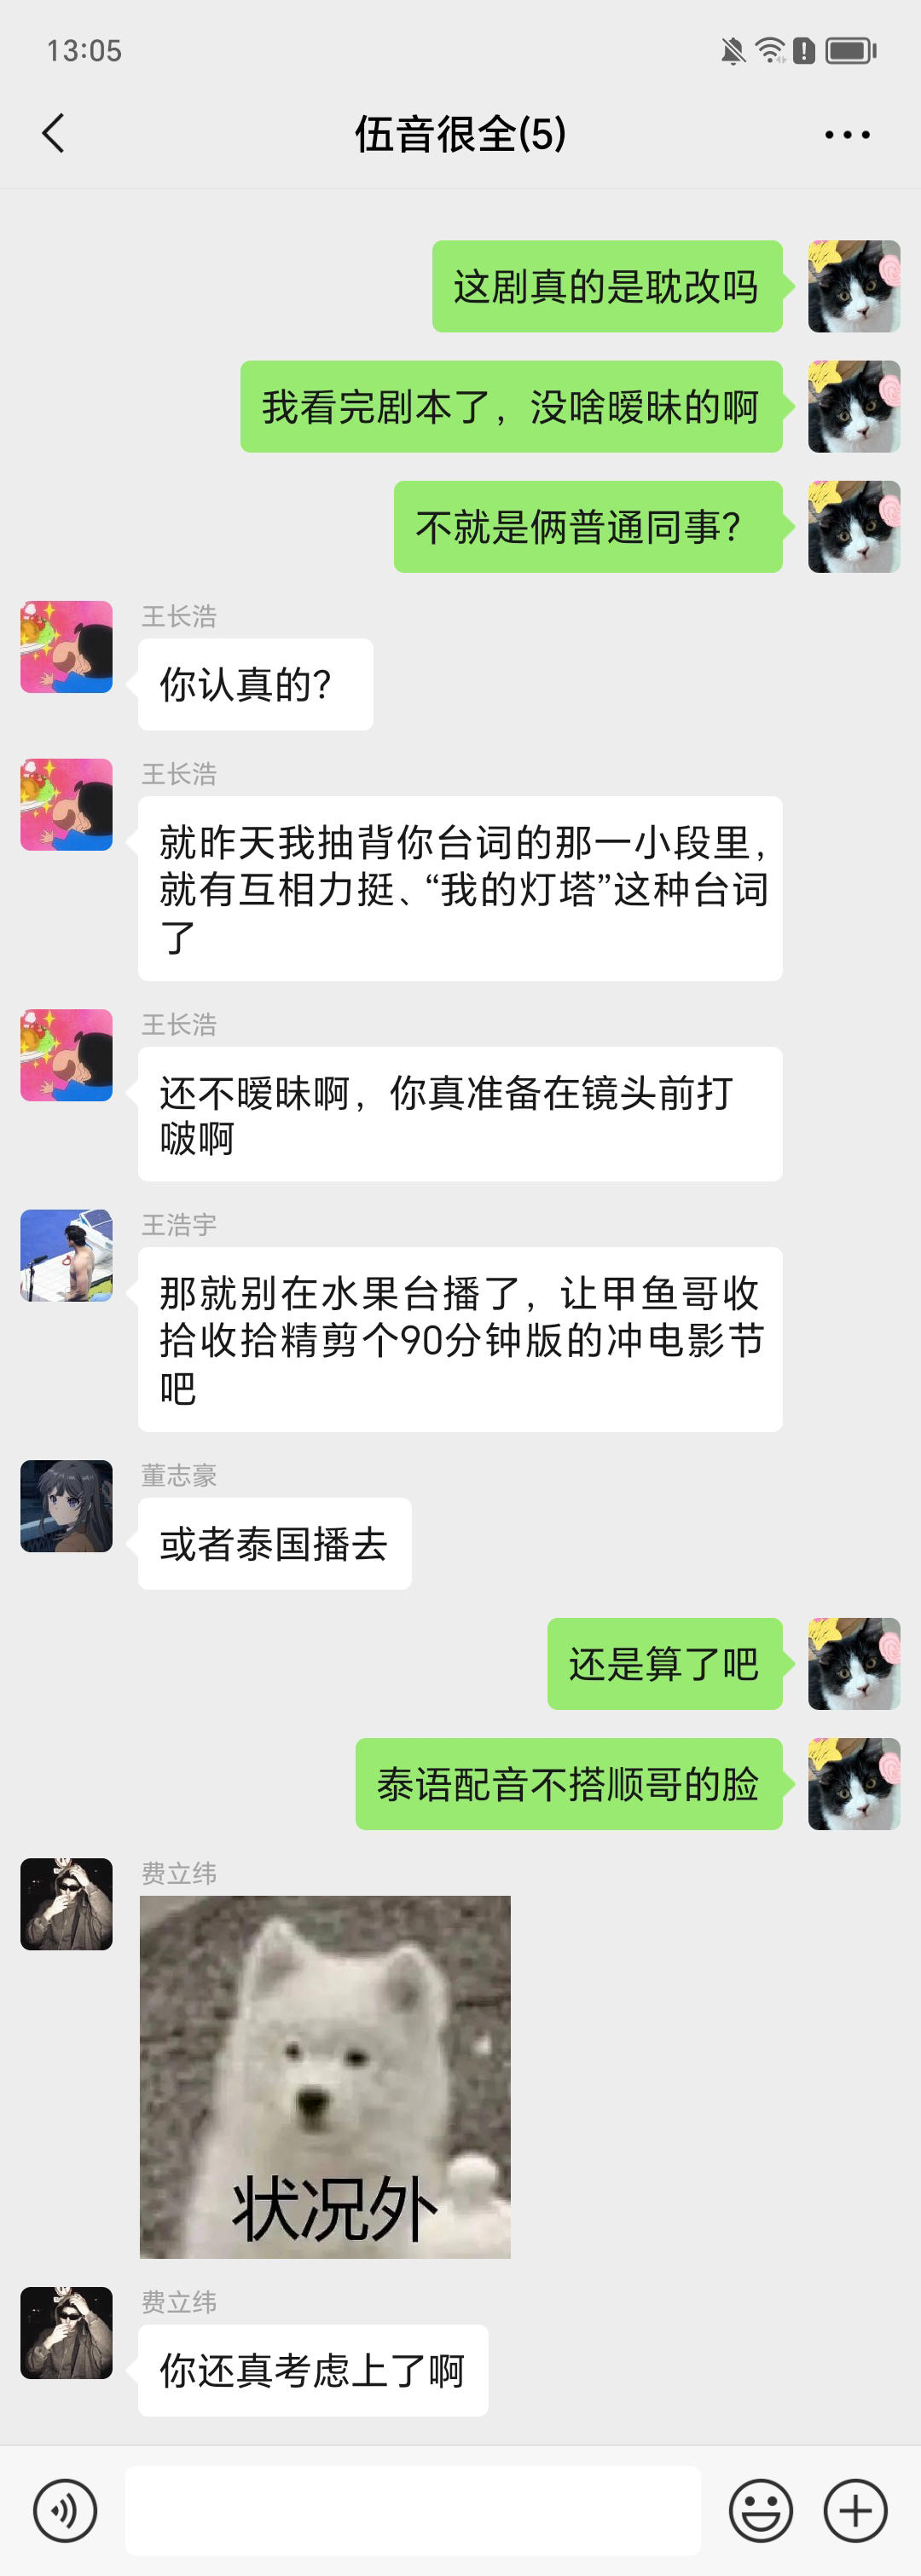 13:05
伍音很全(5)
这剧真的是耽改吗
我看完剧本了，没啥暧昧的啊
不就是俩普通同事？
王长浩
你认真的？
王长浩
就昨天我抽背你台词的那一小段里，
就有互相力挺、“我的灯塔”这种台词
了
王长浩
还不暧昧啊，你真准备在镜头前打
啵啊
王浩宇
那就别在水果台播了，让甲鱼哥收
拾收拾精剪个90分钟版的冲电影节
吧
董志豪
或者泰国播去
还是算了吧
泰语配音不搭顺哥的脸
费立纬
状况外
费立纬
你还真考虑上了啊